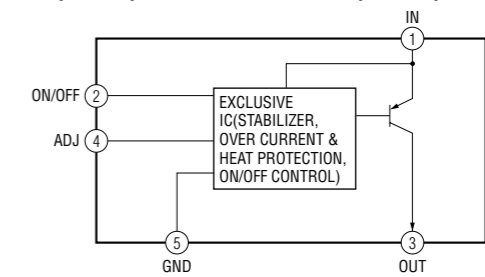 IN
1
ON/OFF 2
EXCLUSIVE
IC(STABILIZER,
OVER CURRENT &
HEAT PROTECTION,
ON/OFF CONTROL)
ADJ 4
5
GND
3
OUT